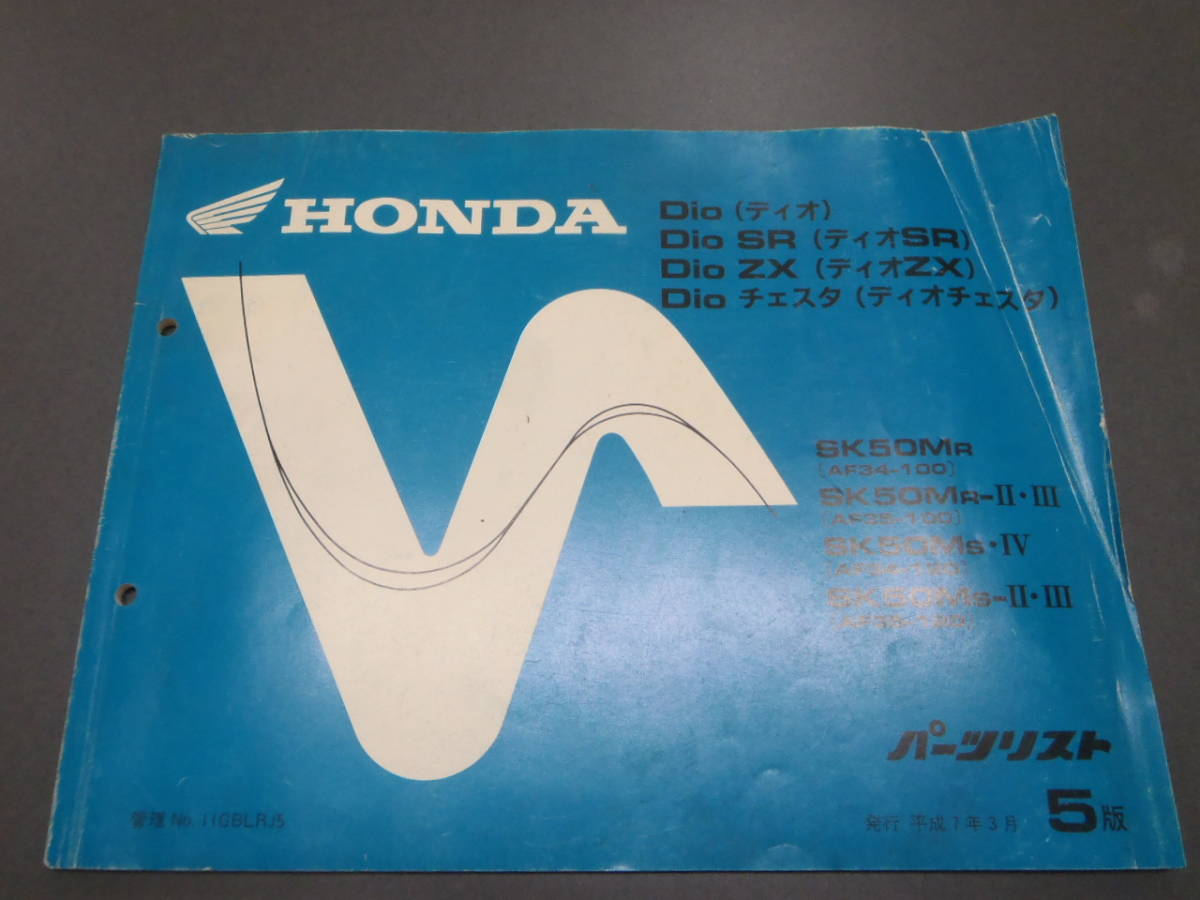 HONDA
Dio (ディオ)
Dio SR (ディオSR)
Dio ZX (ディオZX)
Dio チェスタ (ディオチェスタ)
SK50MR
(AF34-100)
SK50MR-II・III
(AF35-100)
SK50MS・IV
SK50MS-II・III
パーツリスト
管理 No. 11GBLRJ5
発行 平成7年3月 5版